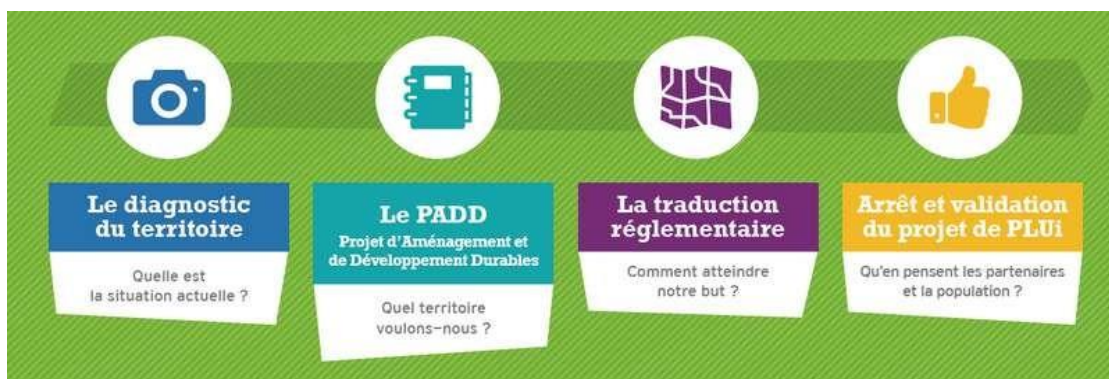 Le diagnostic
du territoire
Quelle est
la situation actuelle ?
Le PADD
Projet d'Aménagement et
de Développement Durables
Quel territoire
voulons-nous ?
La traduction
réglementaire
Comment atteindre
notre but ?
Arrêt et validation
du projet de PLUi
Qu'en pensent les partenaires
et la population ?